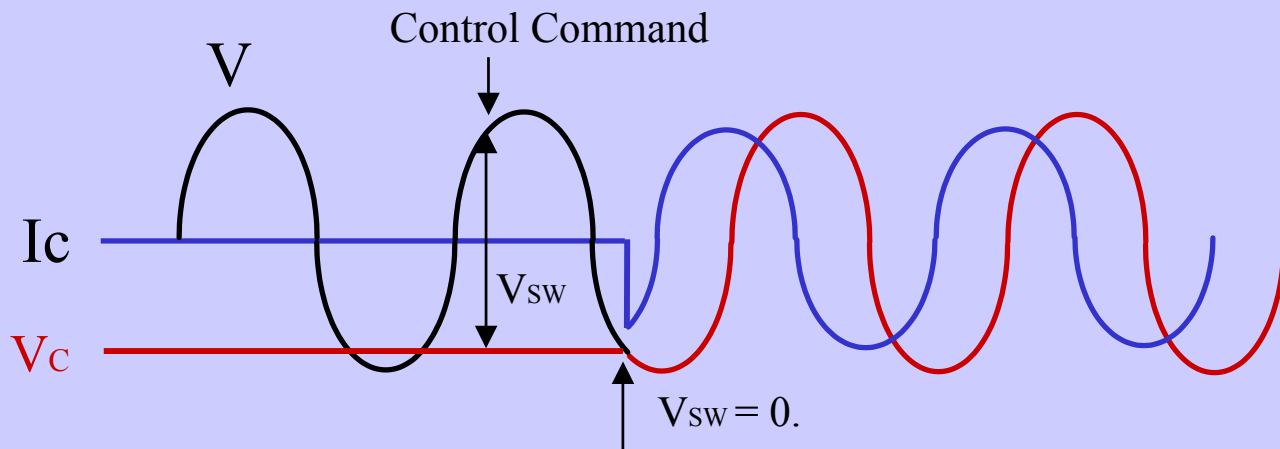 Control Command
V
Ic
VSW
VC
VSW = 0.